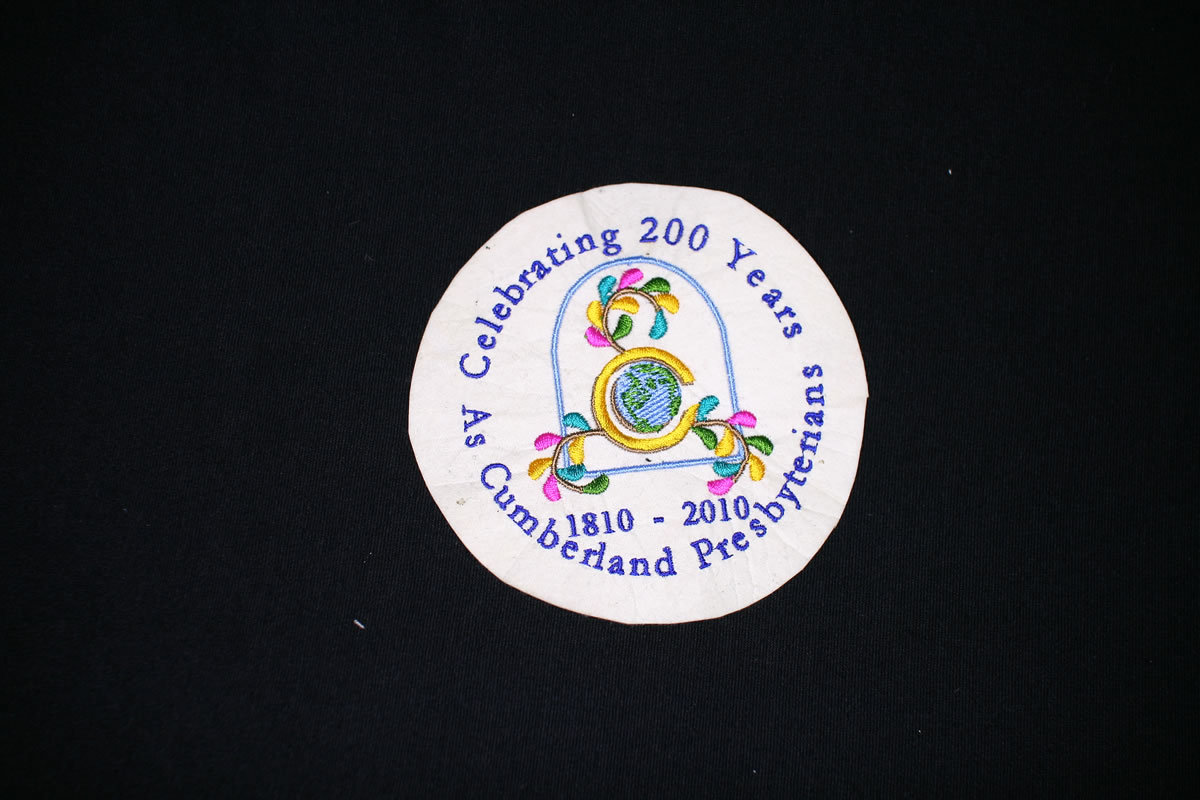 Celebrating 200 Years
As Cumberland Presbyterians
1810 - 2010